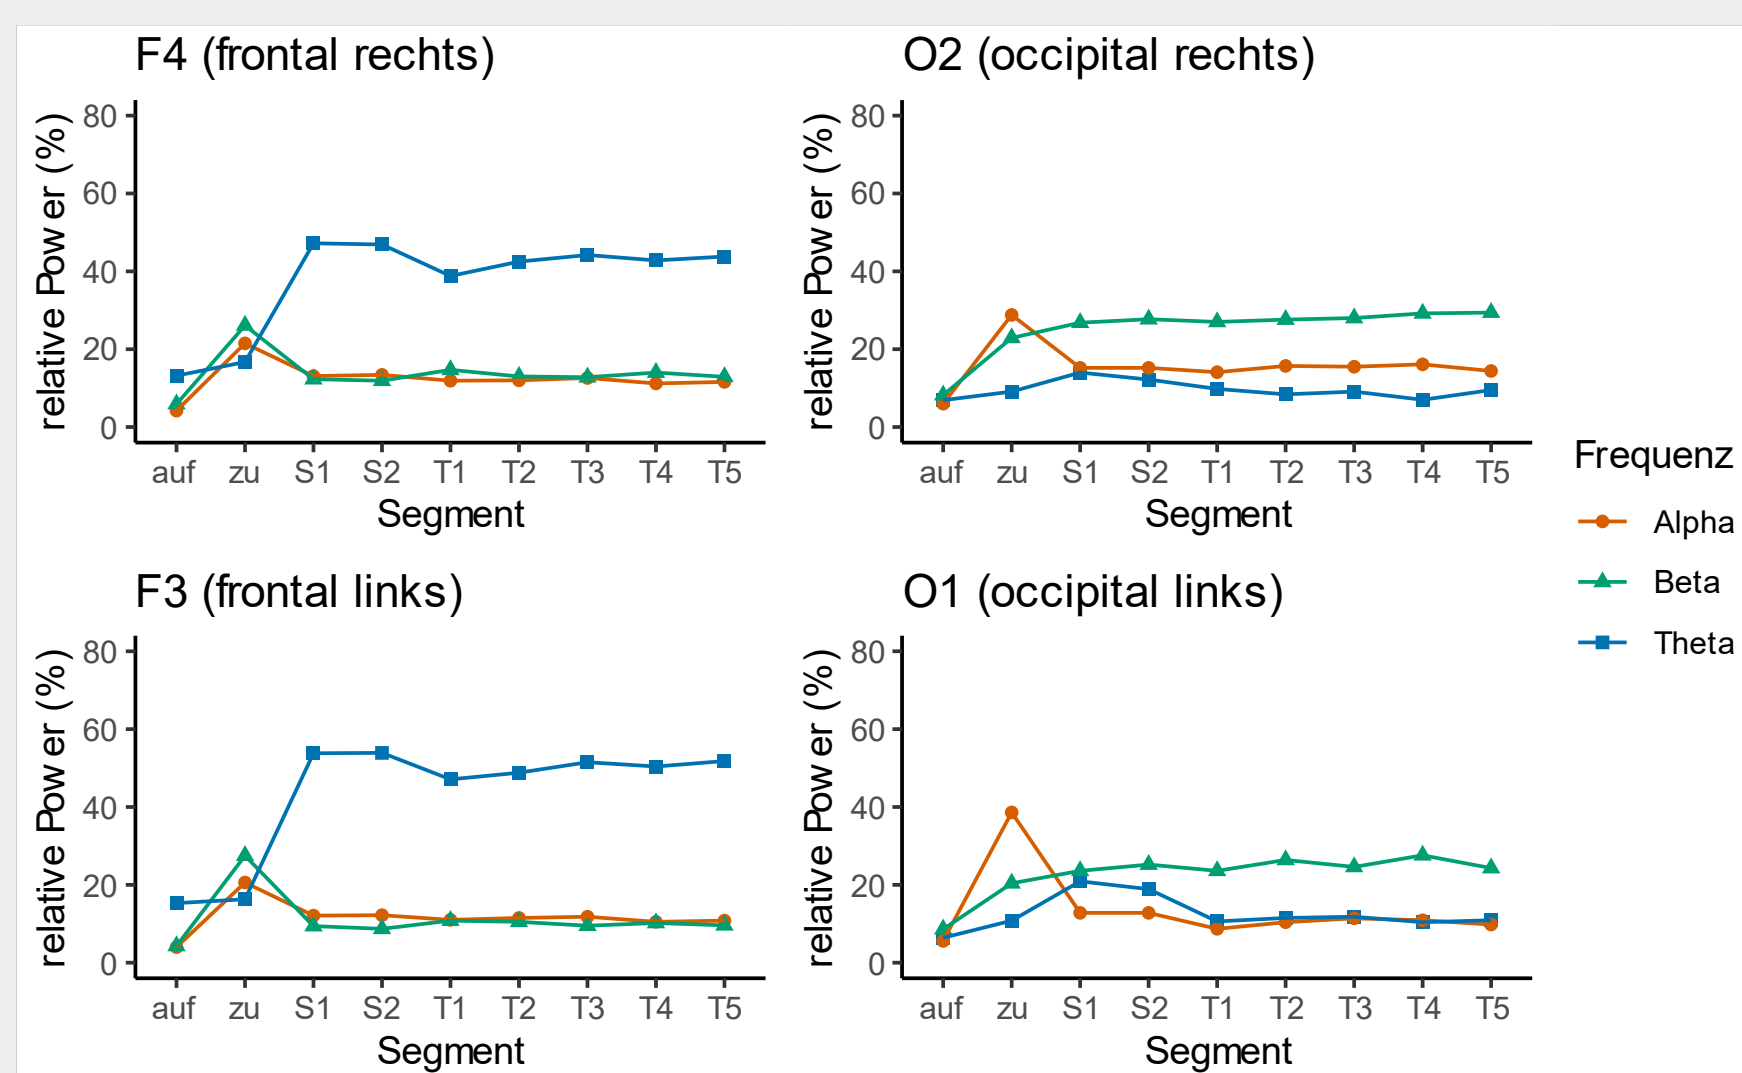 F4 (frontal rechts)
relative Power (%)
80
60
40
20
0
auf zu S1 S2 T1 T2 T3 T4 T5
Segment
O2 (occipital rechts)
relative Power (%)
80
60
40
20
0
auf zu S1 S2 T1 T2 T3 T4 T5
Segment
F3 (frontal links)
relative Power (%)
80
60
40
20
0
auf zu S1 S2 T1 T2 T3 T4 T5
Segment
O1 (occipital links)
relative Power (%)
80
60
40
20
0
auf zu S1 S2 T1 T2 T3 T4 T5
Segment
Frequenz
Alpha
Beta
Theta